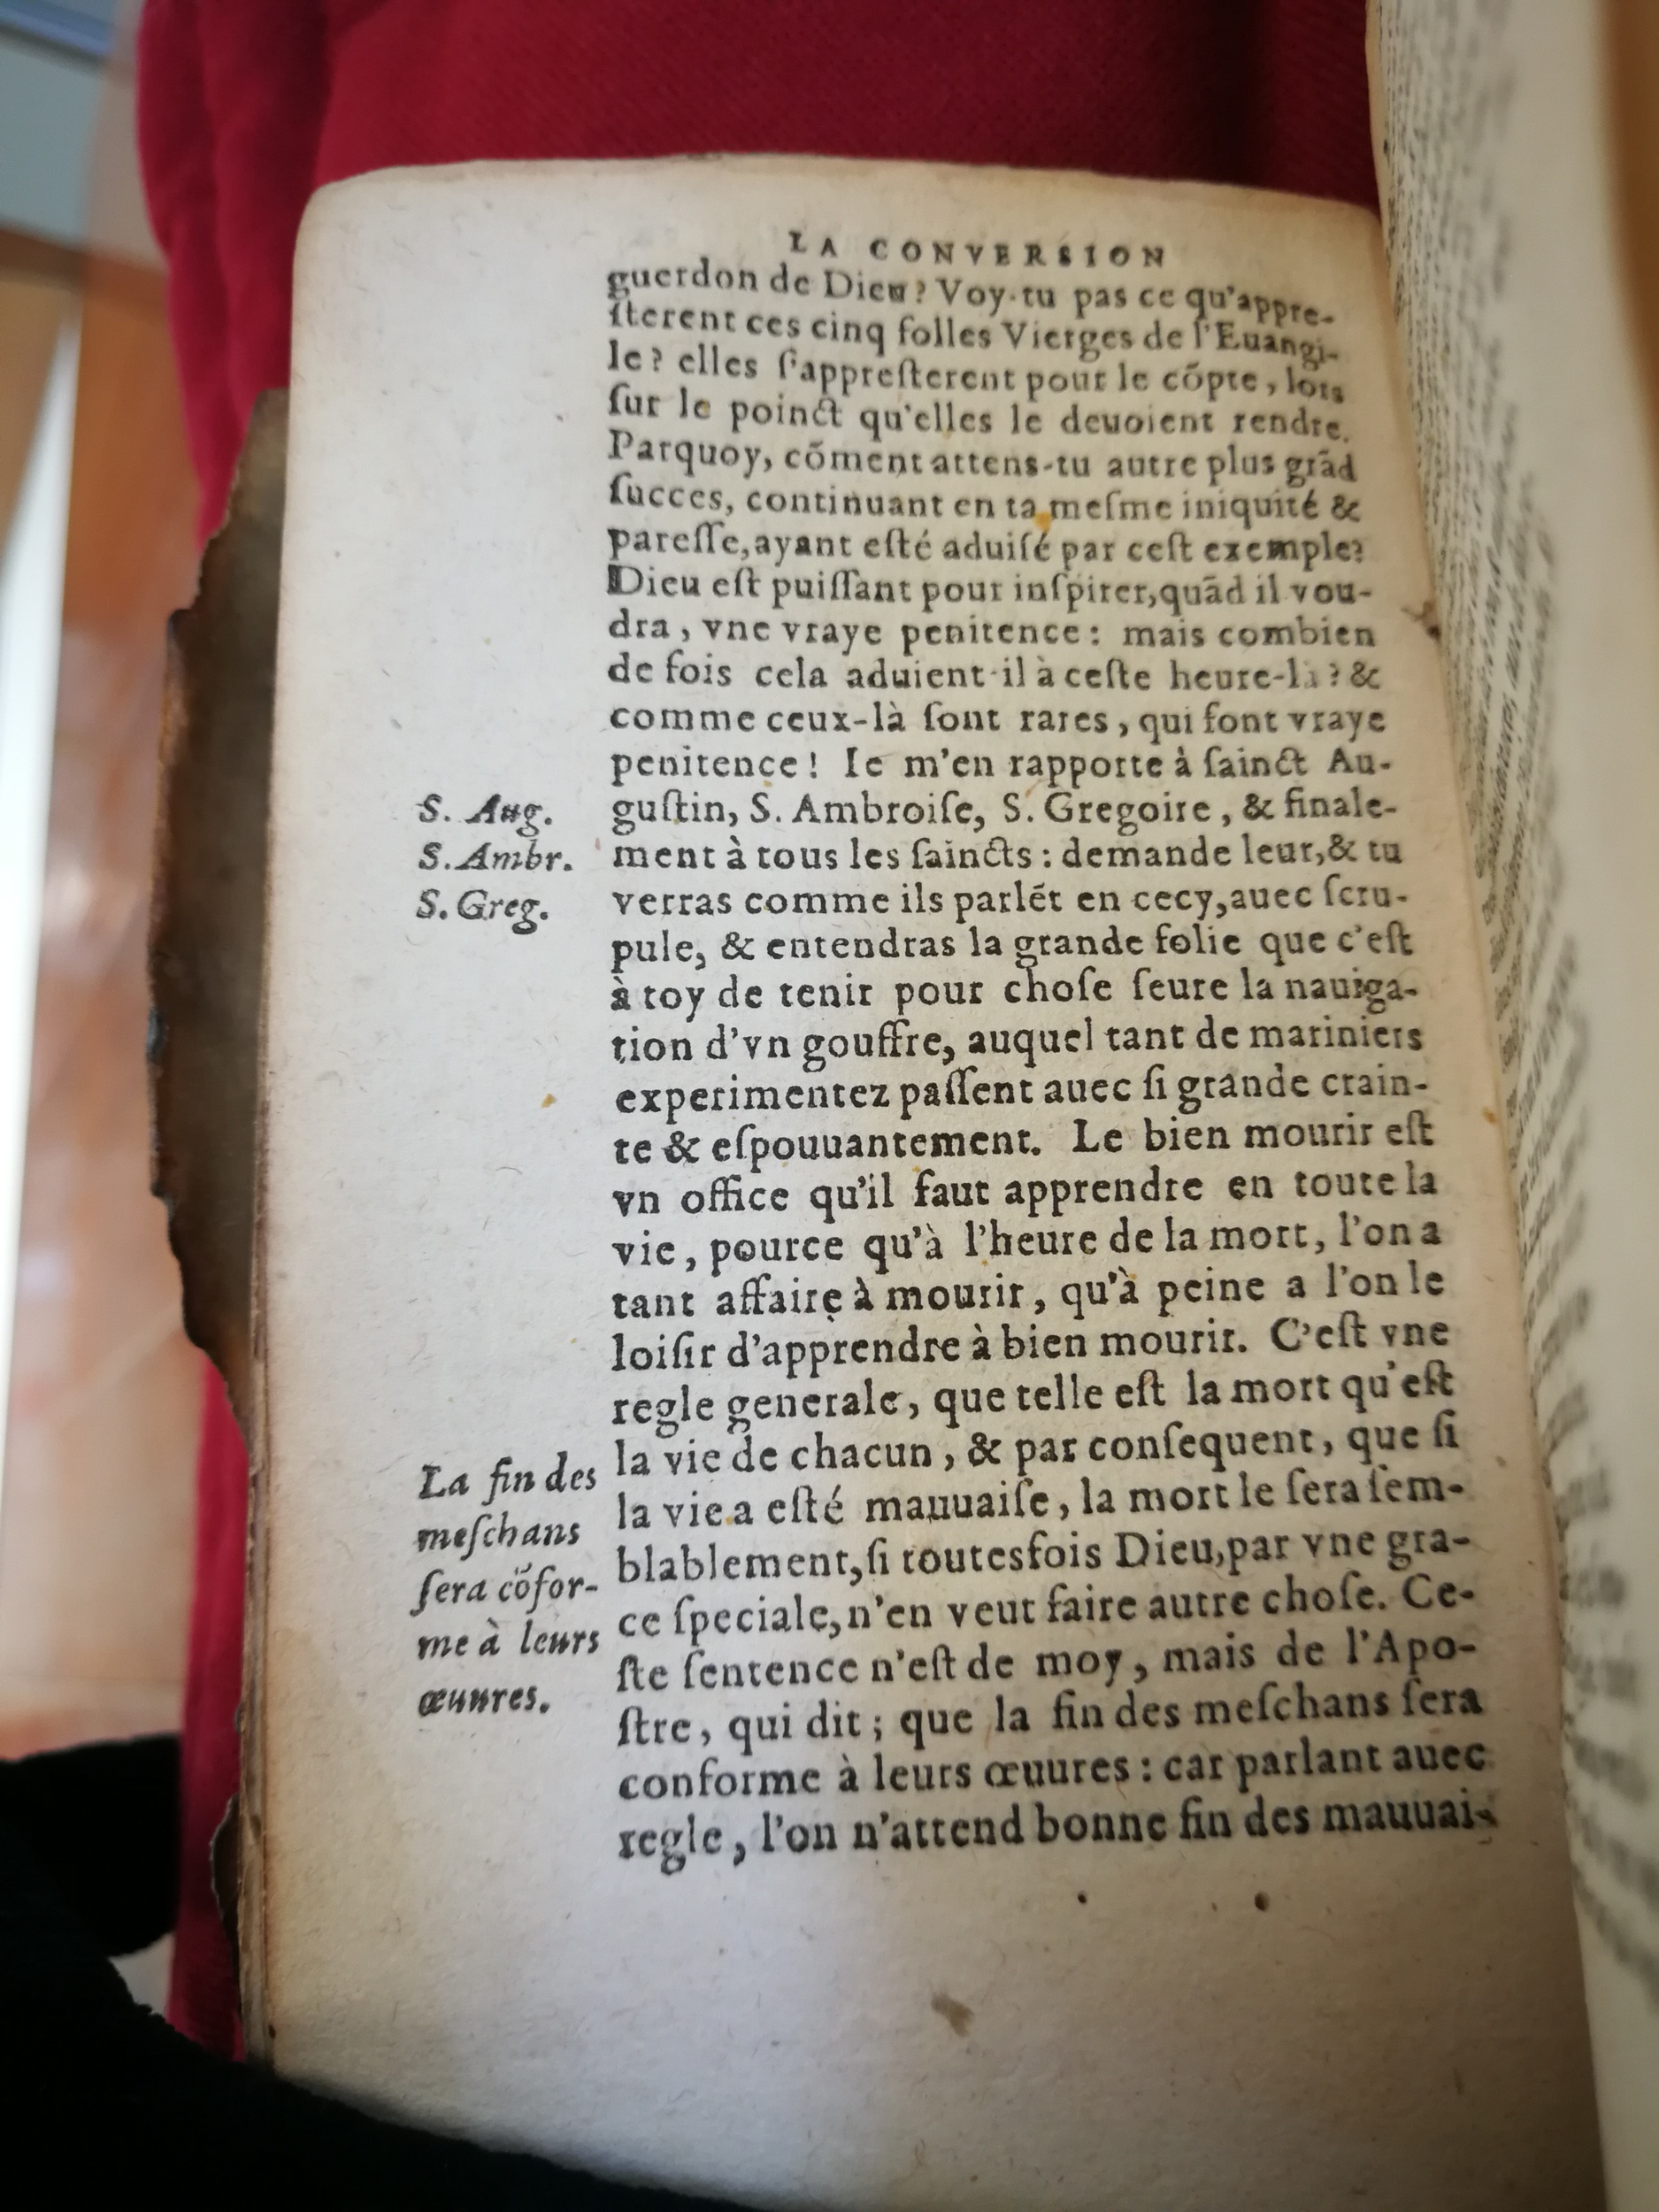 LA CONVERSION
guerdon de Dieu? Voy-tu pas ce qu'appre-
ſterent ces cinq folles Vierges de l'Euangi-
le? elles ſ'appreſterent pour le cõpte, lors
ſur le poinct qu'elles le deuoient rendre.
Parquoy, cõment attens-tu autre plus grãd
ſucces, continuant en ta meſme iniquité &
pareſſe, ayant eſté aduiſé par ceſt exemple?
Dieu eſt puiſſant pour inſpirer, quãd il vou-
dra, vne vraye penitence: mais combien
de fois cela aduient-il à ceſte heure-là? &
comme ceux-là ſont rares, qui font vraye
penitence! Ie m'en rapporte à ſainct Au-
S. Aug.
guſtin, S. Ambroiſe, S. Gregoire, & finale-
S. Ambr.
ment à tous les ſaincts: demande leur, & tu
S. Greg.
verras comme ils parlẽt en cecy, auec ſcru-
pule, & entendras la grande folie que c'eſt
à toy de tenir pour choſe ſeure la nauiga-
tion d'vn gouffre, auquel tant de mariniers
experimentez paſſent auec ſi grande crain-
te & eſpouuantement. Le bien mourir eſt
vn office qu'il faut apprendre en toute la
vie, pource qu'à l'heure de la mort, l'on a
tant affaire à mourir, qu'à peine a l'on le
loiſir d'apprendre à bien mourir. C'eſt vne
regle generale, que telle eſt la mort qu'eſt
la vie de chacun, & par conſequent, que ſi
La fin des
meſchans
ſera cõfor-
me à leurs
œuures.
la vie a eſté mauuaiſe, la mort le ſera ſem-
blablement, ſi toutesfois Dieu, par vne gra-
ce ſpeciale, n'en veut faire autre choſe. Ce-
ſte ſentence n'eſt de moy, mais de l'Apo-
ſtre, qui dit; que la fin des meſchans ſera
conforme à leurs œuures: car parlant auec
regle, l'on n'attend bonne fin des mauuai-